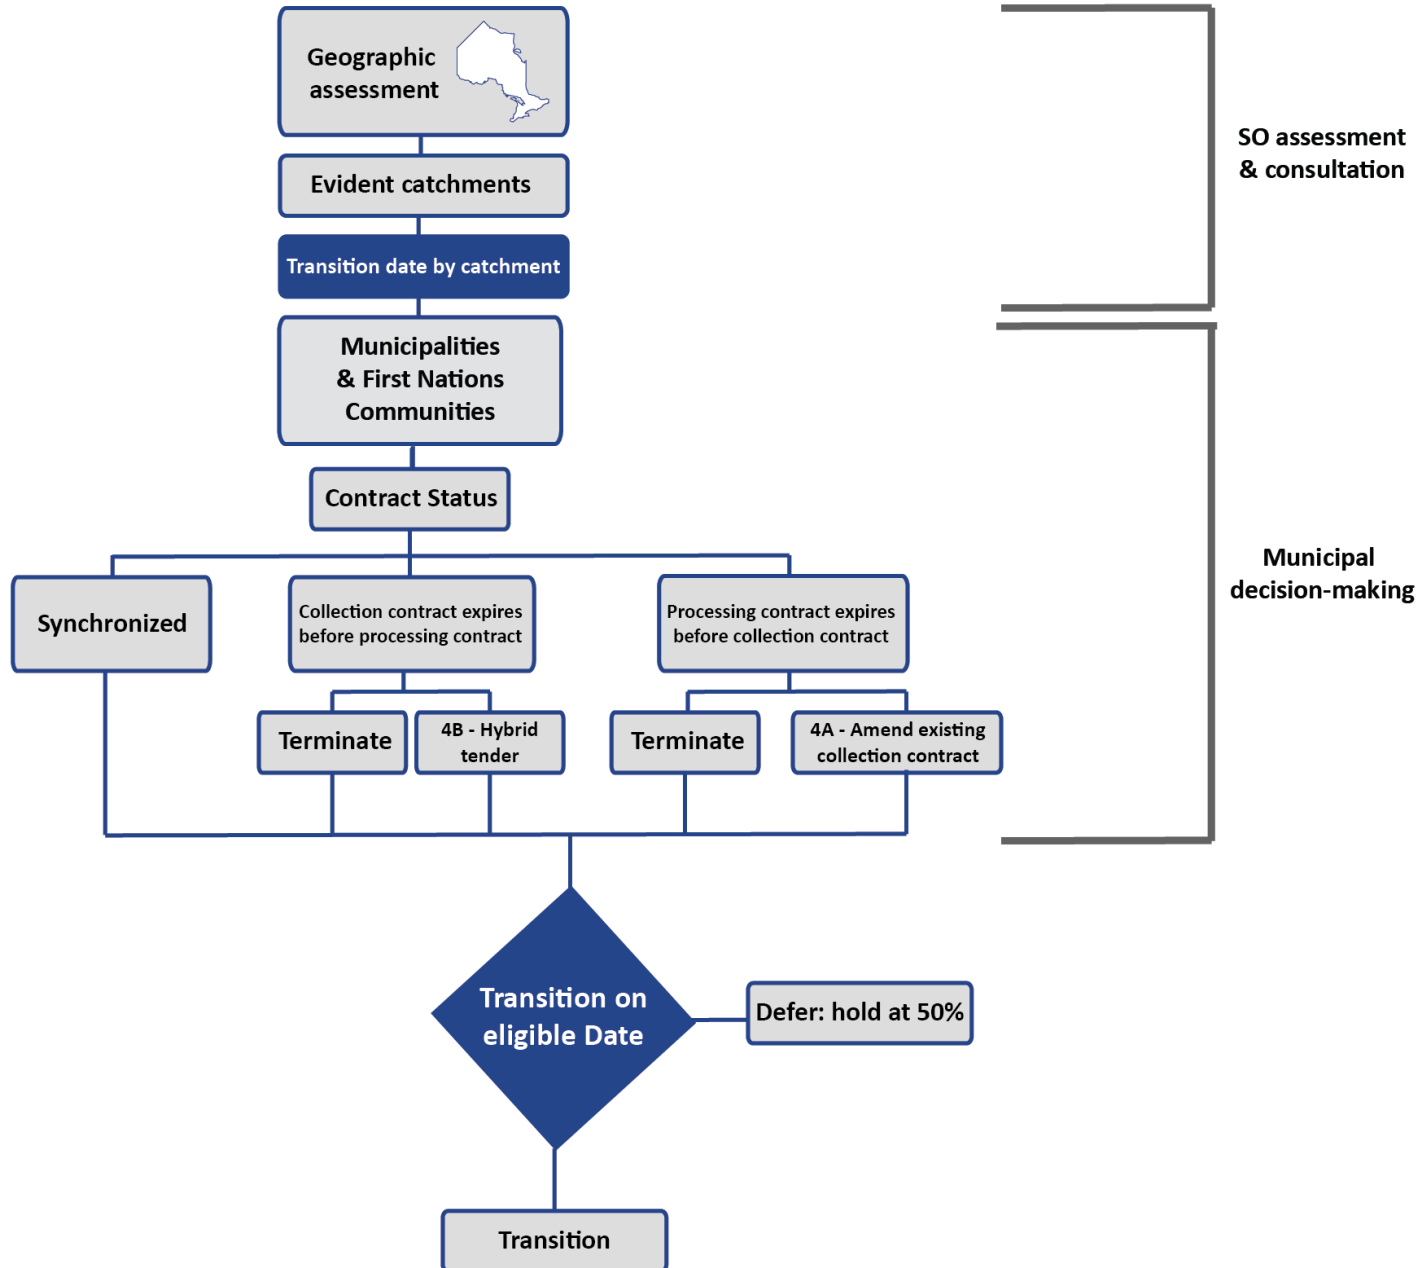 Geographic
assessment
SO assessment
& consultation
Evident catchments
Transition date by catchment
Municipalities
& First Nations
Communities
Contract Status
Municipal
decision-making
Synchronized
Collection contract expires
before processing contract
Processing contract expires
before collection contract
Terminate
4B - Hybrid
tender
Terminate
4A - Amend existing
collection contract
Transition on
eligible Date
Defer: hold at 50%
Transition